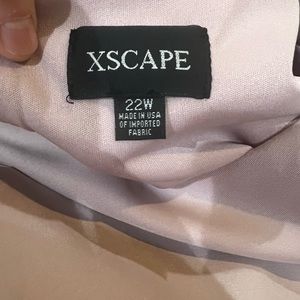 XSCAPE
22W
MADE IN USA
OF IMPORTED
FABRIC